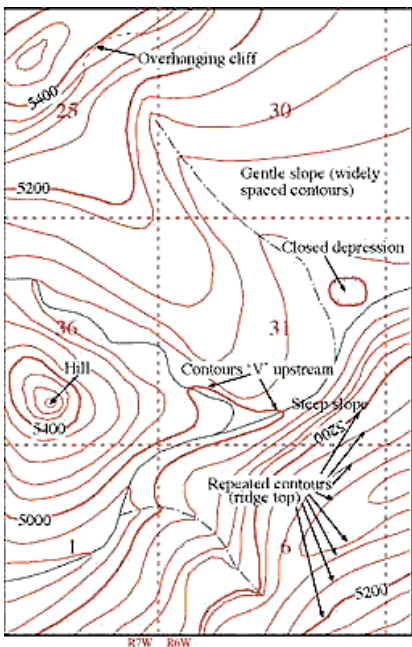 Overhanging cliff
5400
25
30
5200
Gentle slope (widely
spaced contours)
Closed depression
36
31
Hill
Contours 'V' upstream
Steep slope
5400
5200
Repeated contours
(ridge top)
5000
1
6
5200
R7W R6W